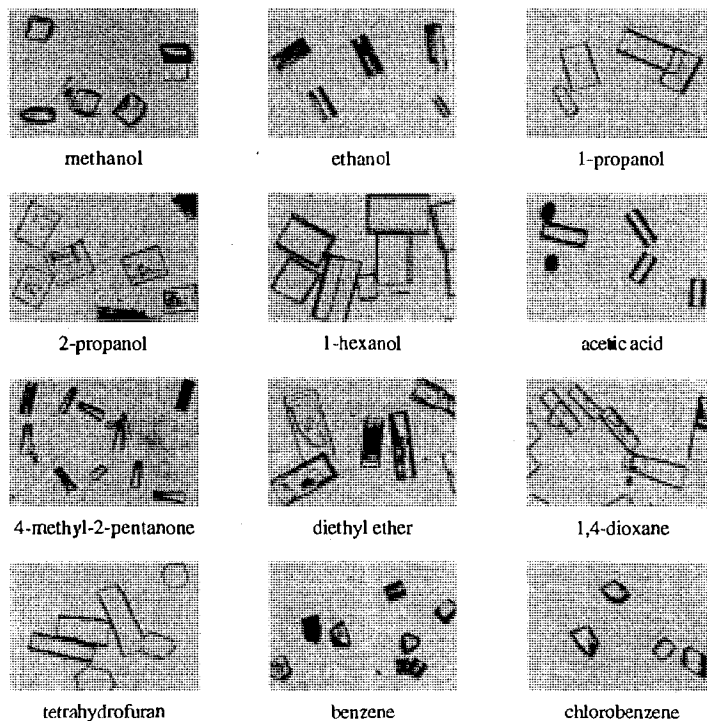 methanol
ethanol
1-propanol
2-propanol
1-hexanol
acetic acid
4-methyl-2-pentanone
diethyl ether
1,4-dioxane
tetrahydrofuran
benzene
chlorobenzene